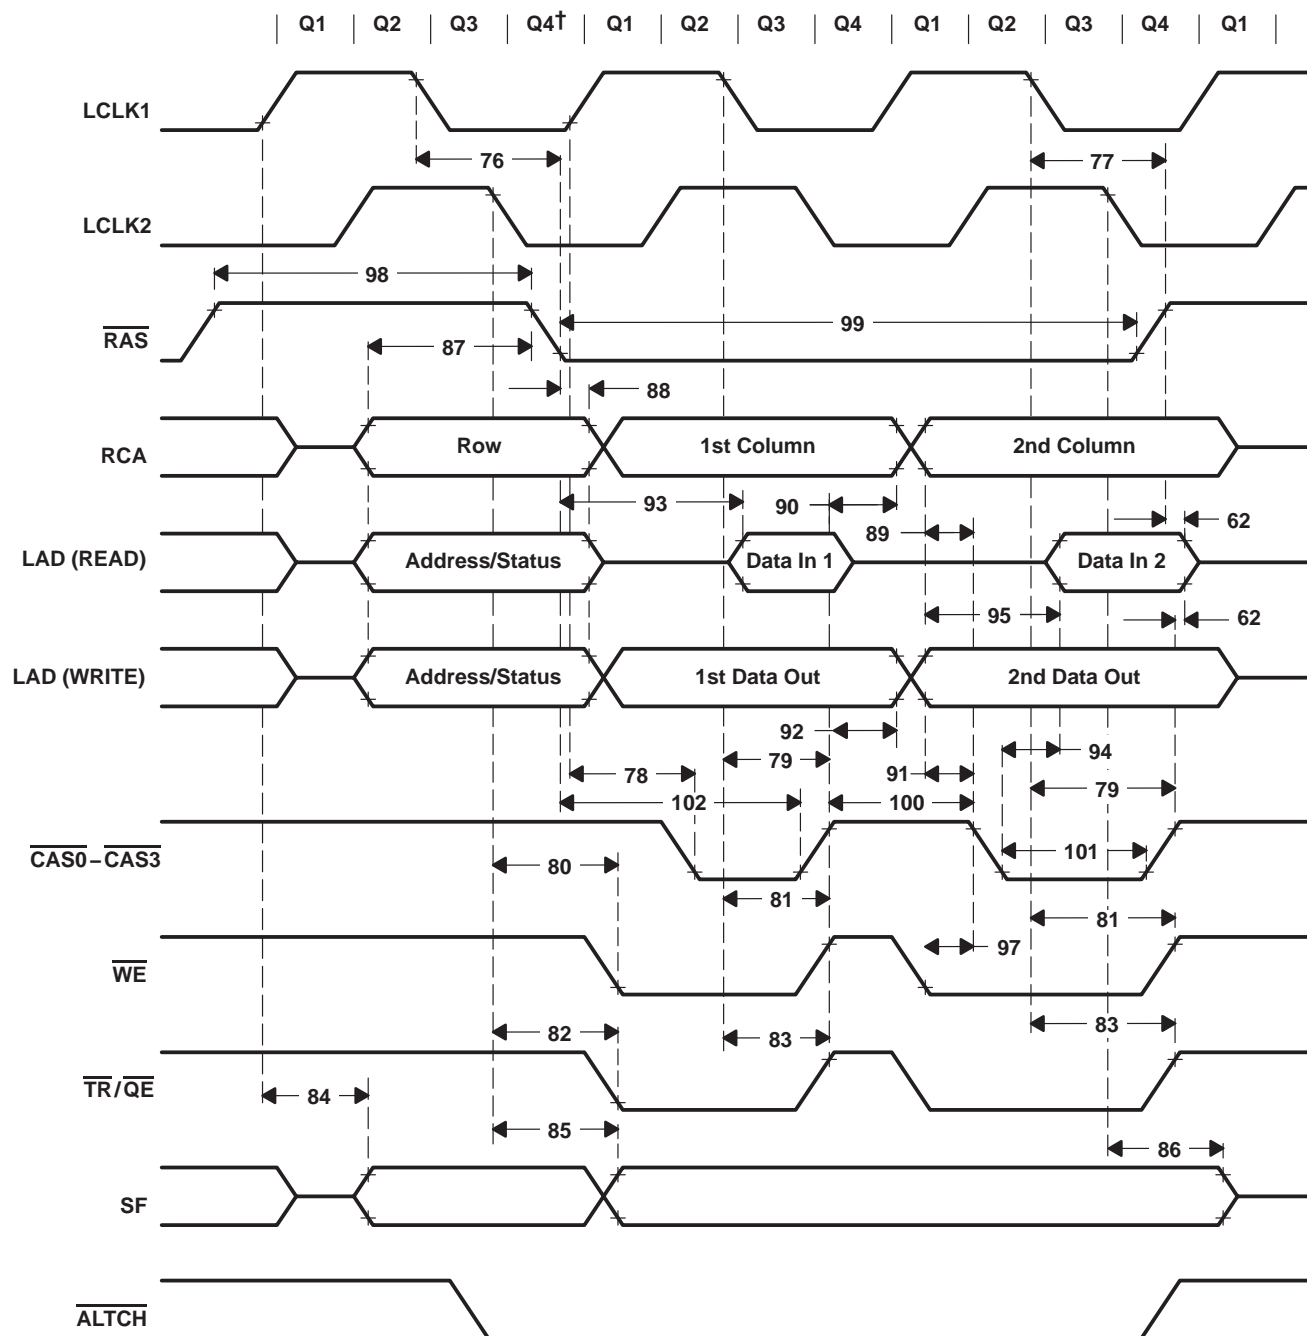 Q1 Q2 Q3 Q4† Q1 Q2 Q3 Q4 Q1 Q2 Q3 Q4 Q1
LCLK1
76 77
LCLK2
98
RAS
99
87
88
RCA Row 1st Column 2nd Column
93 90 62
89
LAD (READ) Address/Status Data In 1 Data In 2
95 62
LAD (WRITE) Address/Status 1st Data Out 2nd Data Out
92
79 94
78 91
102 100 79
CAS0–CAS3 101
80
81
81
WE 97
82 83 83
TR/QE
84
85
86
SF
ALTCH